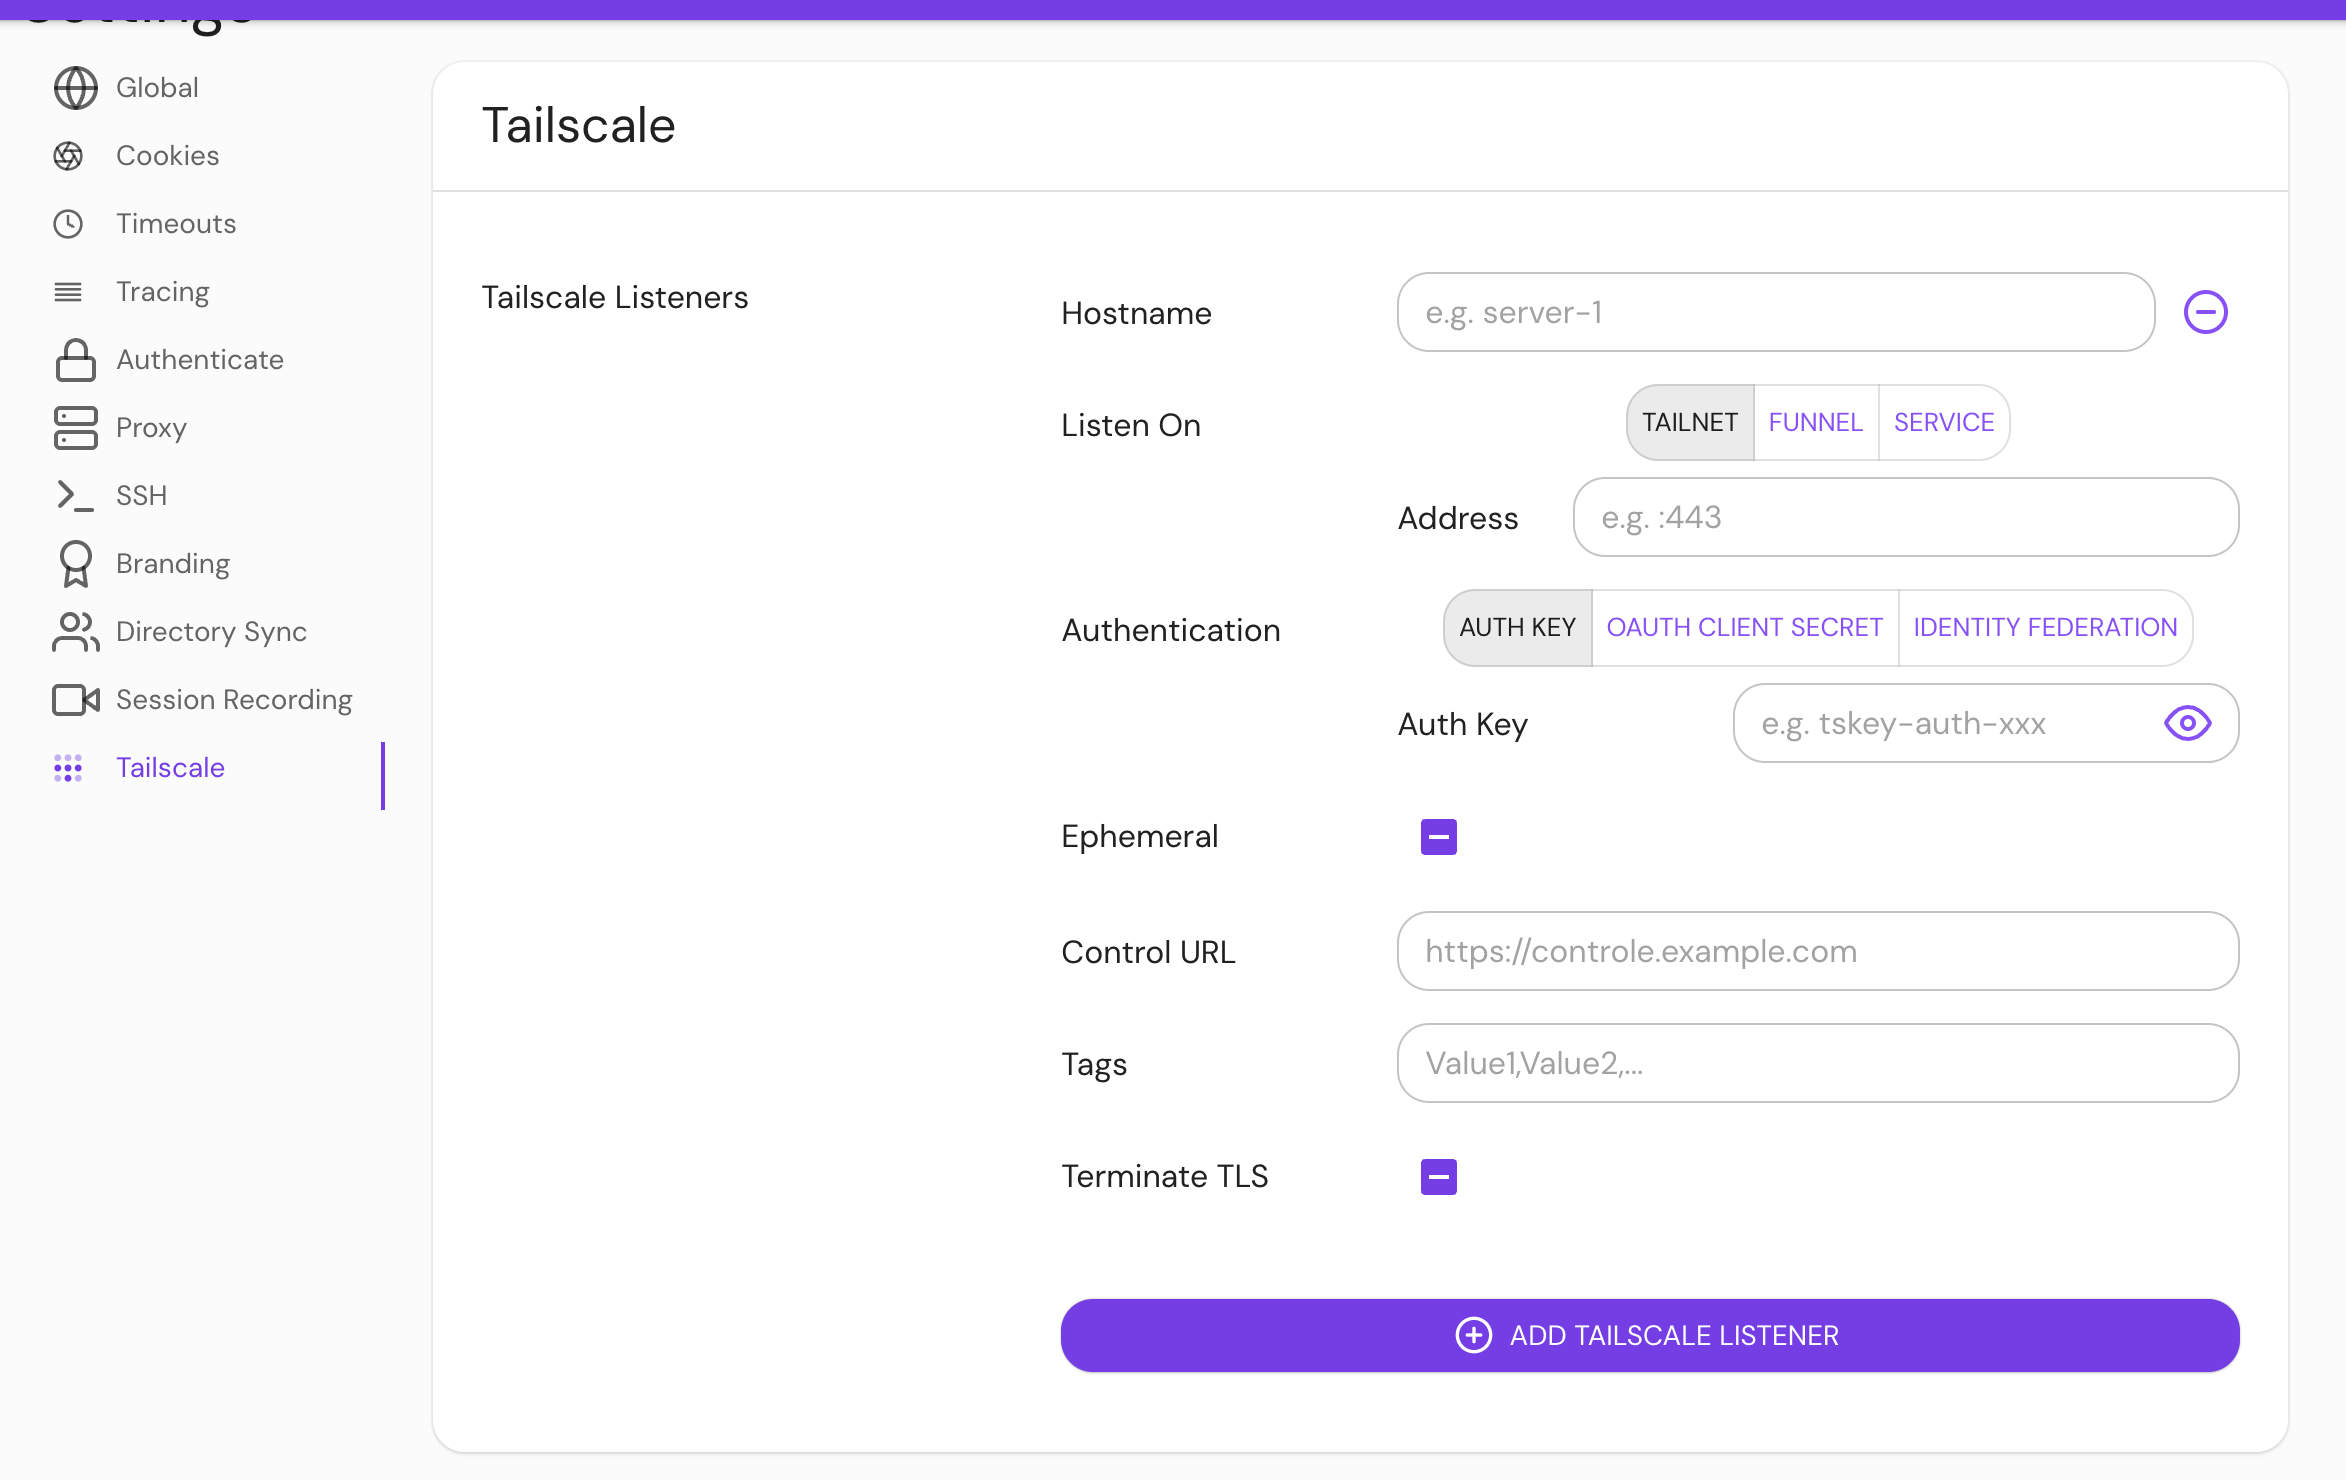 Settings
Global
Cookies
Timeouts
Tracing
Authenticate
Proxy
SSH
Branding
Directory Sync
Session Recording
Tailscale
Tailscale
Tailscale Listeners
Hostname
e.g. server-1
Listen On
TAILNET FUNNEL SERVICE
Address
e.g. :443
Authentication
AUTH KEY OAUTH CLIENT SECRET IDENTITY FEDERATION
Auth Key
e.g. tskey-auth-xxx
Ephemeral
Control URL
https://controle.example.com
Tags
Value1,Value2,...
Terminate TLS
ADD TAILSCALE LISTENER